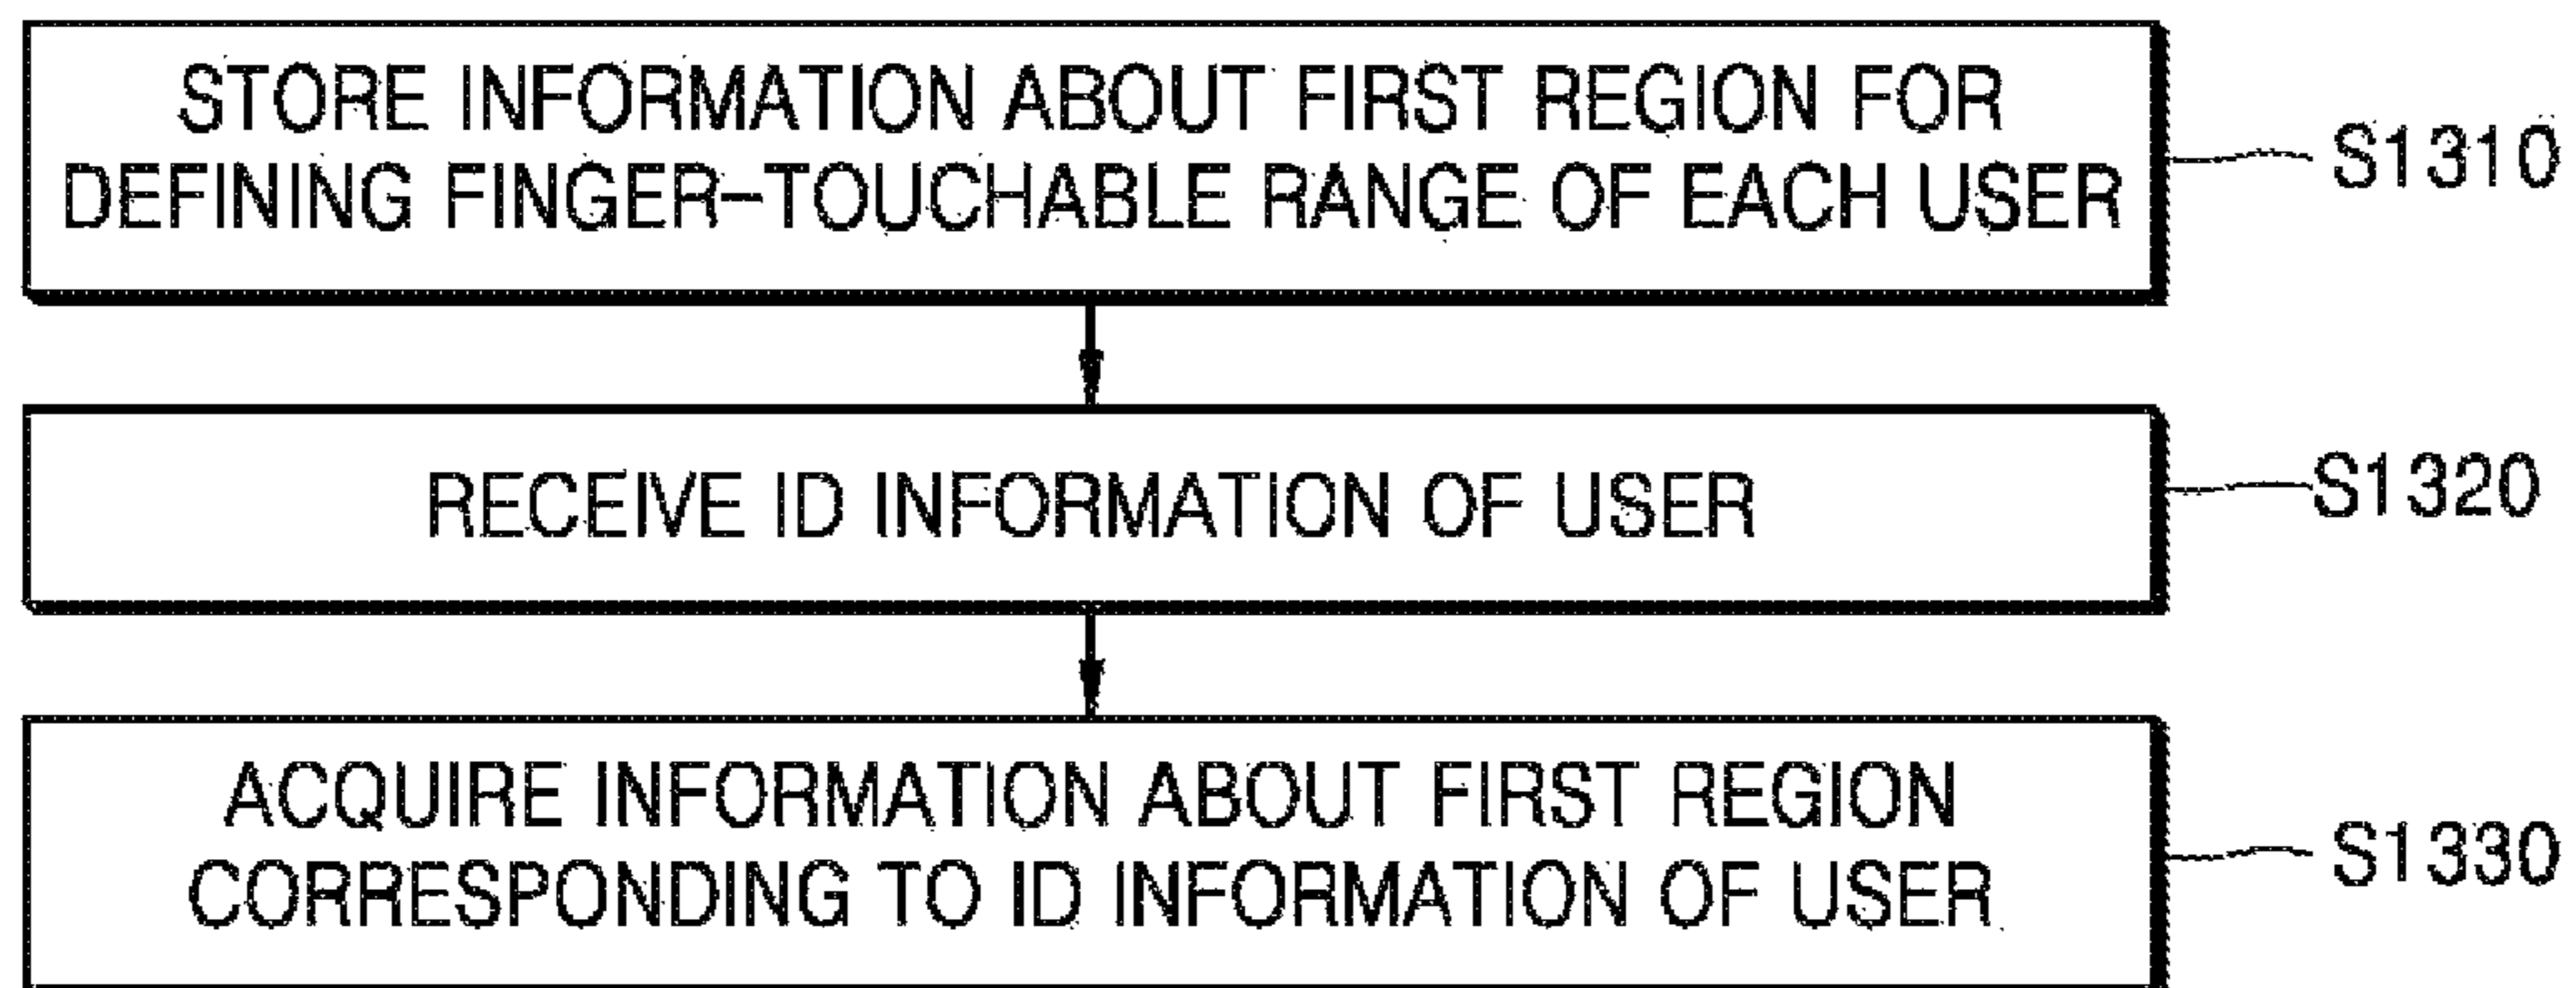 STORE INFORMATION ABOUT FIRST REGION FOR
DEFINING FINGER-TOUCHABLE RANGE OF EACH USER
S1310
RECEIVE ID INFORMATION OF USER
S1320
ACQUIRE INFORMATION ABOUT FIRST REGION
CORRESPONDING TO ID INFORMATION OF USER
S1330